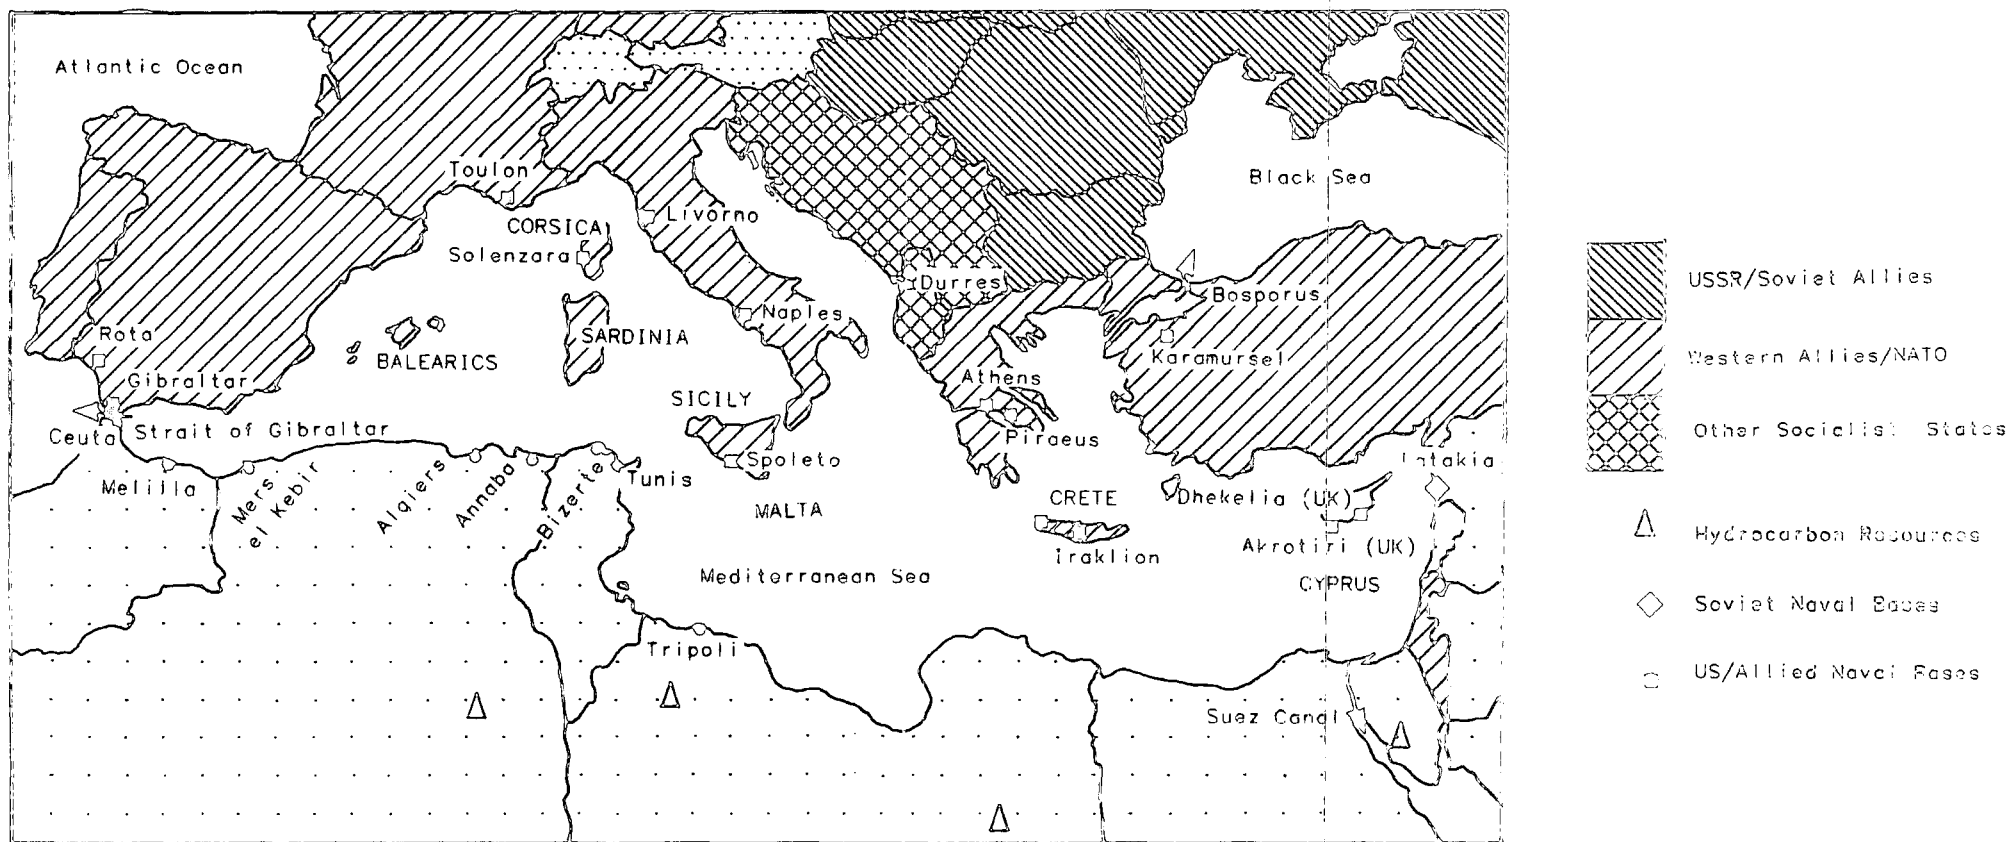 Atlantic Ocean
Toulon
CORSICA
Solenzara
Livorno
Black Sea
Durres
Bosporus
Naples
Rota
BALEARICS
SARDINIA
Karamursel
Gibraltar
Athens
SICILY
Ceuta
Strait of Gibraltar
Piraeus
Spoleto
Latakia
Melilla
Mers
el Kebir
Algiers
Annaba
Bizerte
Tunis
MALTA
CRETE
Dhekelia (UK)
Iraklion
Akrotiri (UK)
CYPRUS
Mediterranean Sea
Tripoli
Suez Canal
USSR/Soviet Allies
Western Allies/NATO
Other Socialist States
Hydrocarbon Resources
Soviet Naval Bases
US/Allied Naval Bases